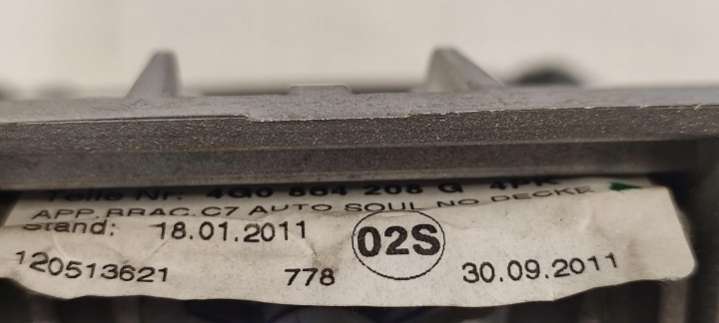 Teile Nr. 4G0 864 208 G 4PK
APP.BRAC.C7 AUTO SOUL NO DECKE
Stand: 18.01.2011 02S
120513621 778 30.09.2011